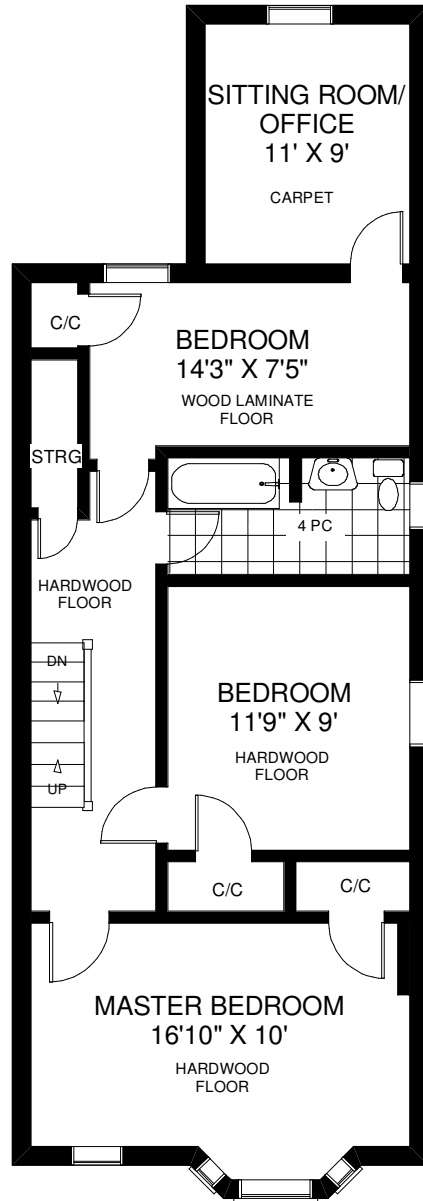 SITTING ROOM/
OFFICE
11' X 9'
CARPET
C/C
BEDROOM
14'3" X 7'5"
WOOD LAMINATE
FLOOR
STRG
4 PC
HARDWOOD
FLOOR
DN
UP
BEDROOM
11'9" X 9'
HARDWOOD
FLOOR
C/C
C/C
MASTER BEDROOM
16'10" X 10'
HARDWOOD
FLOOR